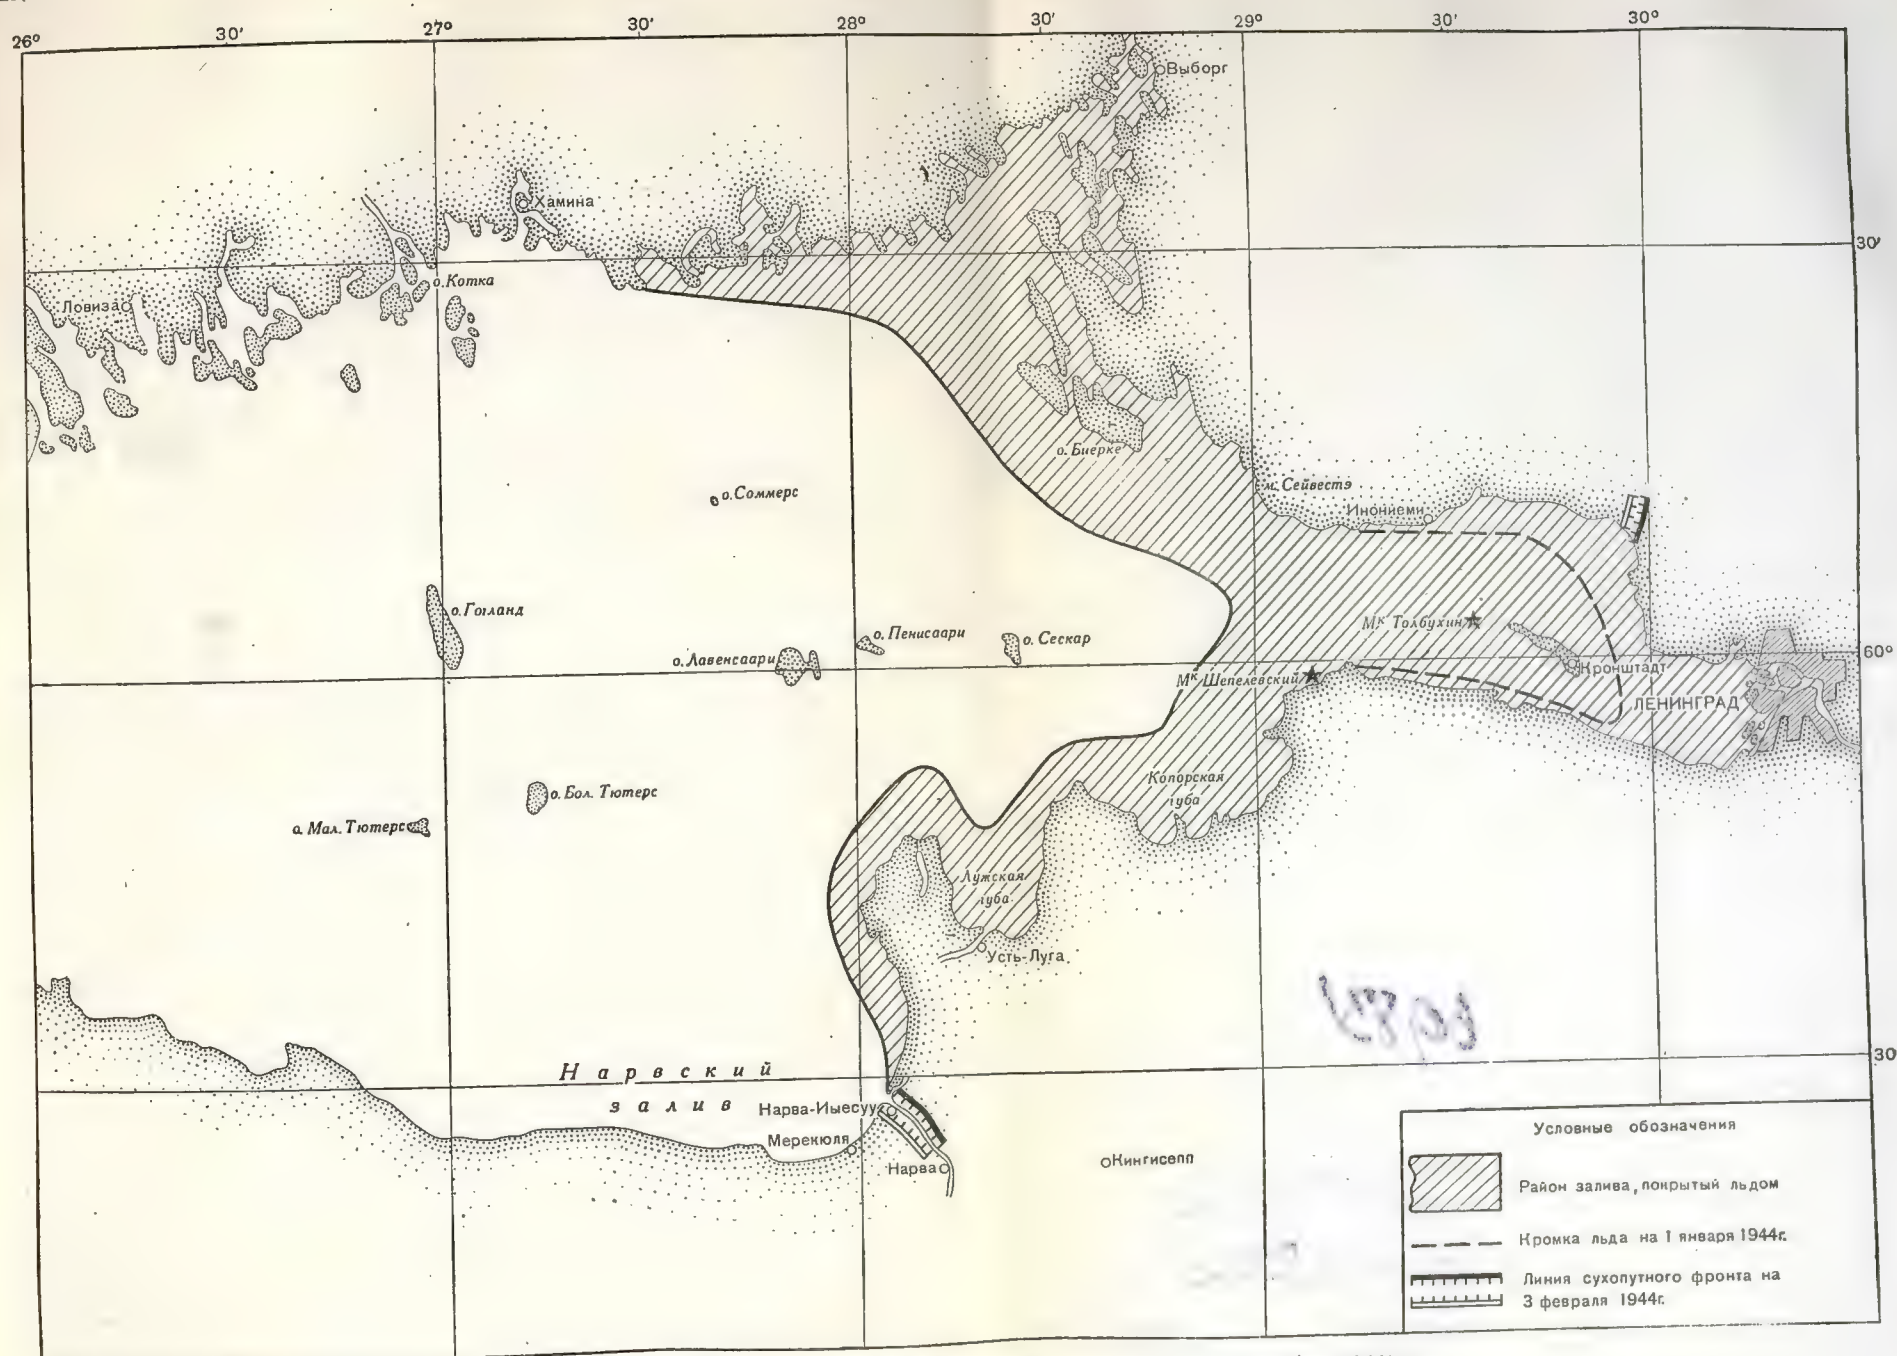 26°
30′
27°
30′
28°
30′
29°
30′
30°
Выборг
Хамина
30′
о. Котка
Ловиза
о. Биерке
о. Соммерс
м. Сейвестэ
Инониеми
о. Гогланд
Мк Толбухин
о. Пенисаари
о. Сескар
о. Лавенсаари
60°
Мк Шепелевский
Кронштадт
ЛЕНИНГРАД
Копорская
губа
о. Бол. Тютерс
о. Мал. Тютерс
Лужская
губа
Усть-Луга
30
Нарвский
залив
Нарва-Иыесуу
Мерекюля
Нарва
Кингисепп
Условные обозначения
Район залива, покрытый льдом
Кромка льда на 1 января 1944г.
Линия сухопутного фронта на
3 февраля 1944г.